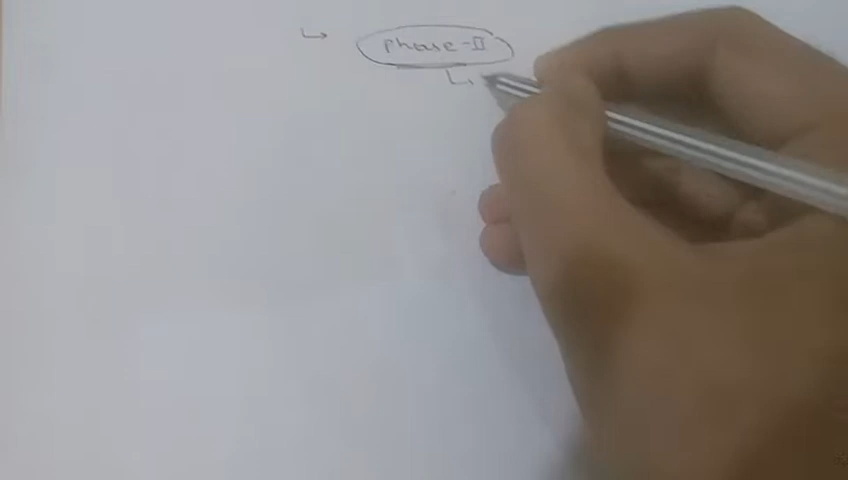 ↳ Phase-II
↳